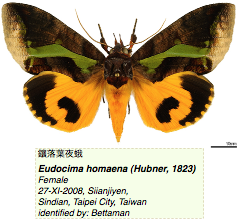 10mm
鑲落葉夜蛾
Eudocima homaena (Hubner, 1823)
Female
27-XI-2008, Siianjiyen,
Sindian, Taipei City, Taiwan
identified by: Bettaman